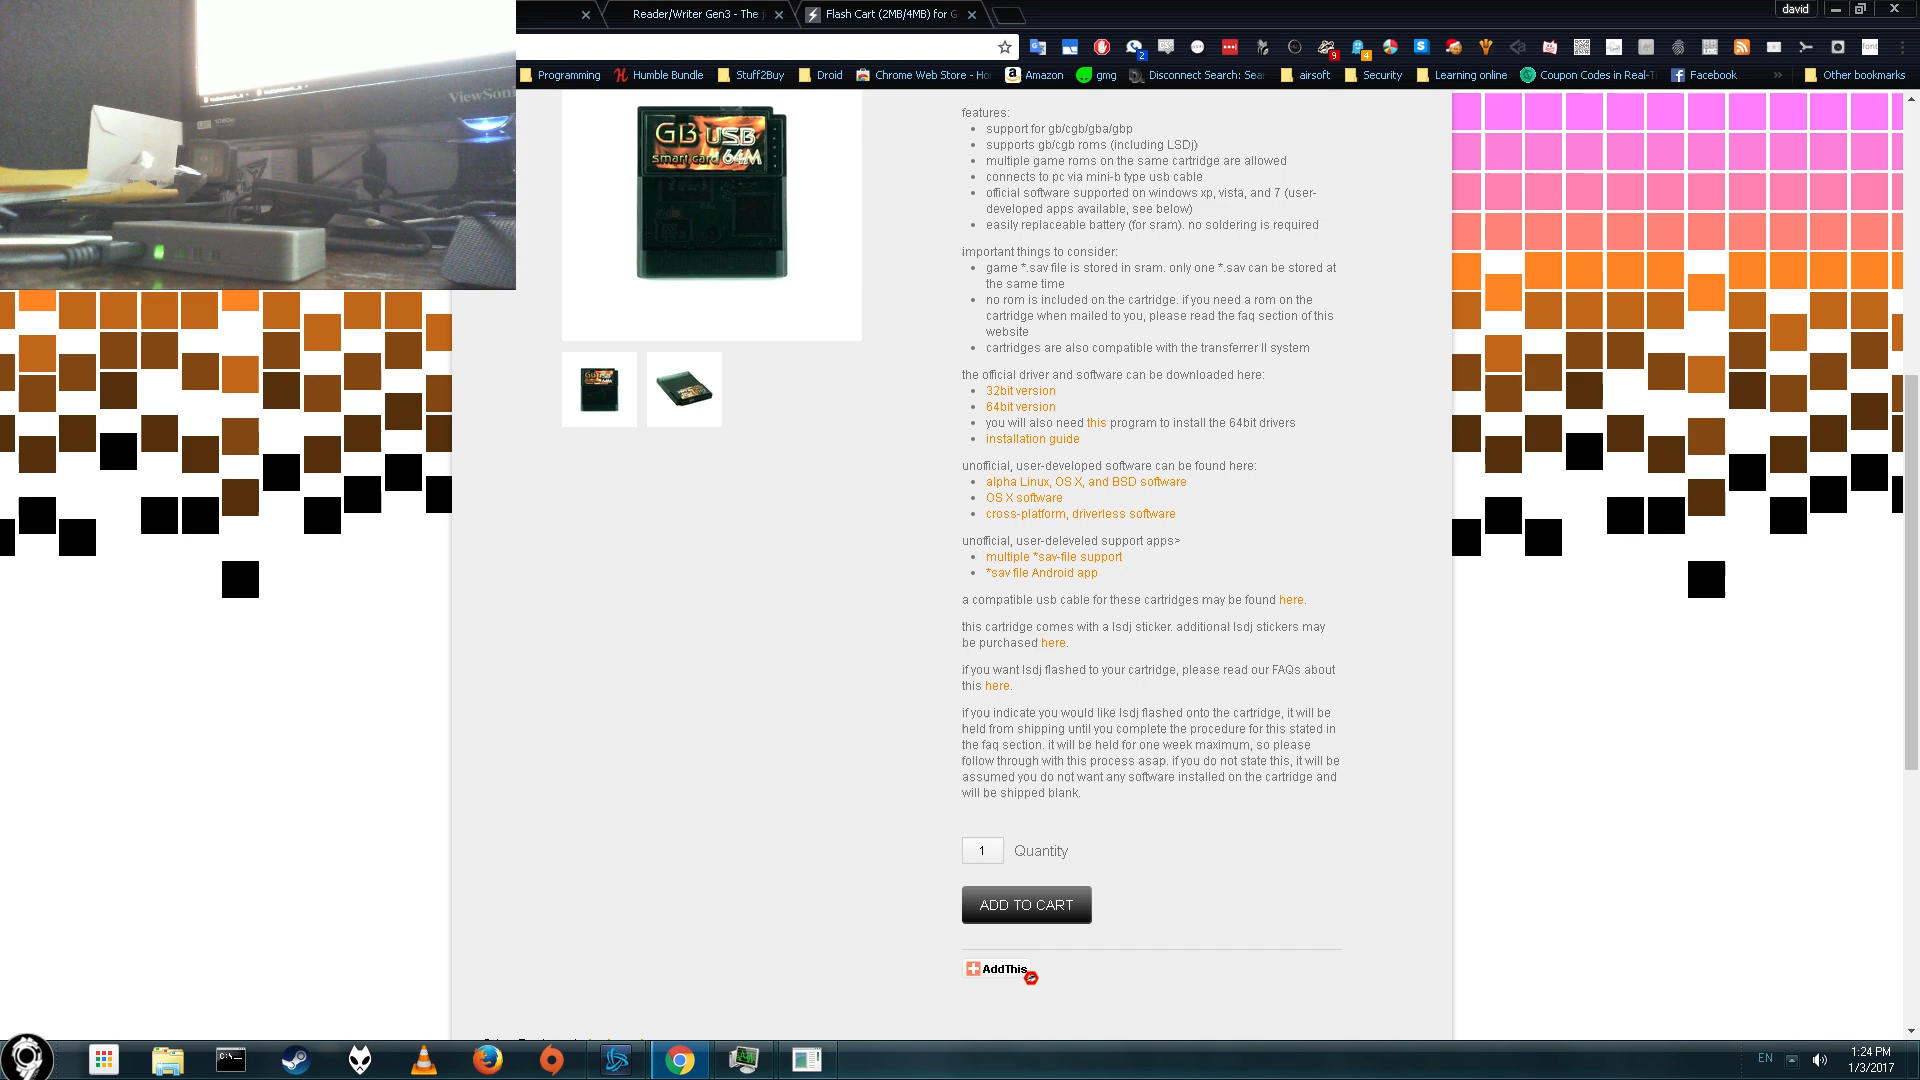 Reader/Writer Gen3 - The
Flash Cart (2MB/4MB) for G
david
Programming
Humble Bundle
Stuff2Buy
Droid
Chrome Web Store - Ho
Amazon
gmg
Disconnect Search: Sea
airsoft
Security
Learning online
Coupon Codes in Real-T
Facebook
Other bookmarks
ViewSoni
GB USB
smart card 64M
features:
support for gb/cgb/gba/gbp
supports gb/cgb roms (including LSDj)
multiple game roms on the same cartridge are allowed
connects to pc via mini-b type usb cable
official software supported on windows xp, vista, and 7 (user-
developed apps available, see below)
easily replaceable battery (for sram). no soldering is required
important things to consider:
game *.sav file is stored in sram. only one *.sav can be stored at
the same time
no rom is included on the cartridge. if you need a rom on the
cartridge when mailed to you, please read the faq section of this
website
cartridges are also compatible with the transferrer II system
the official driver and software can be downloaded here:
32bit version
64bit version
you will also need this program to install the 64bit drivers
installation guide
unofficial, user-developed software can be found here:
alpha Linux, OS X, and BSD software
OS X software
cross-platform, driverless software
unofficial, user-deleveled support apps>
multiple *sav-file support
*sav file Android app
a compatible usb cable for these cartridges may be found here.
this cartridge comes with a lsdj sticker. additional lsdj stickers may
be purchased here.
if you want lsdj flashed to your cartridge, please read our FAQs about
this here.
if you indicate you would like lsdj flashed onto the cartridge, it will be
held from shipping until you complete the procedure for this stated in
the faq section. it will be held for one week maximum, so please
follow through with this process asap. if you do not state this, it will be
assumed you do not want any software installed on the cartridge and
will be shipped blank.
1 Quantity
ADD TO CART
AddThis
EN
1:24 PM
1/3/2017